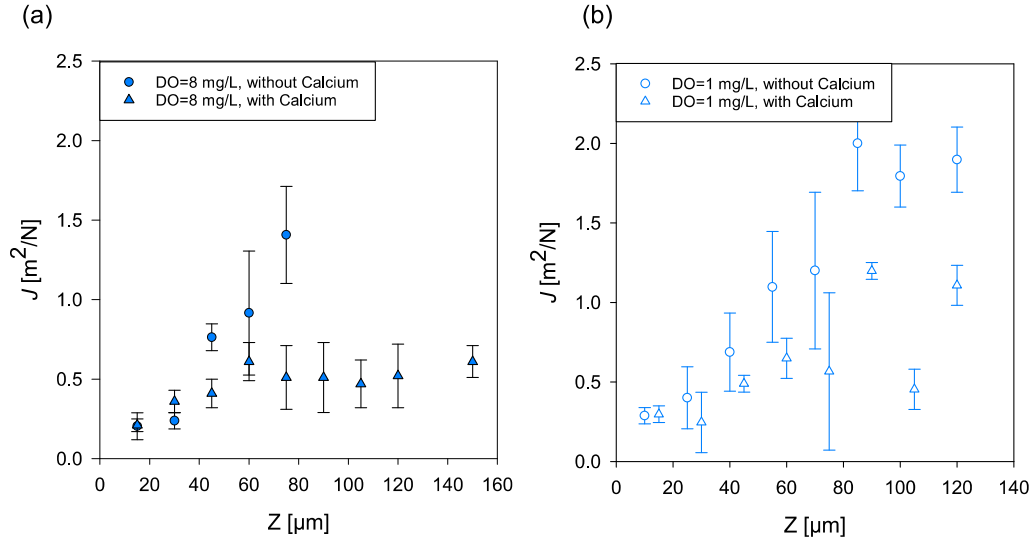 (a)
2.5
2.0
1.5
1.0
0.5
0.0
J [m²/N]
DO=8 mg/L, without Calcium
DO=8 mg/L, with Calcium
0 20 40 60 80 100 120 140 160
Z [µm]
(b)
2.5
2.0
1.5
1.0
0.5
0.0
J [m²/N]
DO=1 mg/L, without Calcium
DO=1 mg/L, with Calcium
0 20 40 60 80 100 120 140
Z [µm]